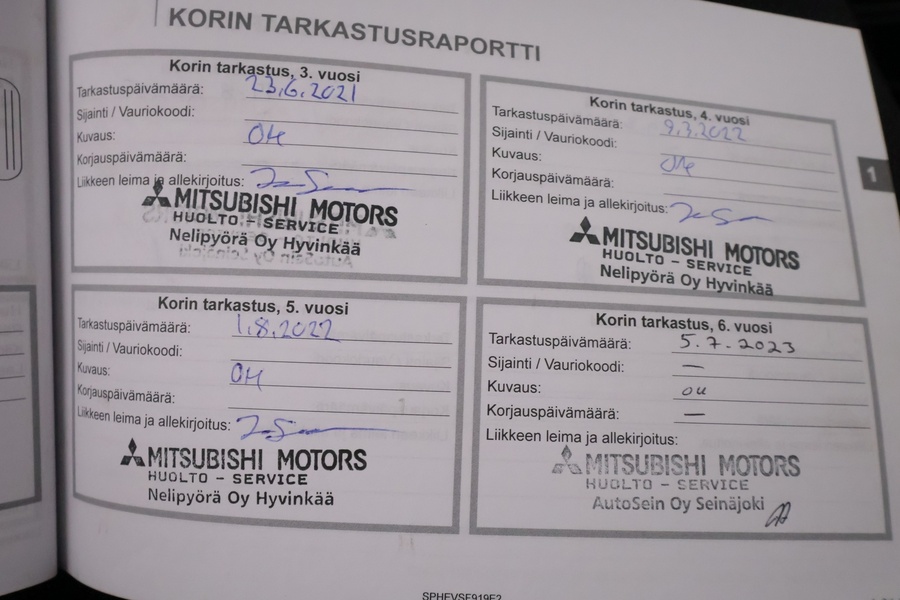 KORIN TARKASTUSRAPORTTI
Korin tarkastus, 3. vuosi
Tarkastuspäivämäärä: 23.6.2021
Sijainti / Vauriokoodi:
Kuvaus: OK
Korjauspäivämäärä:
Liikkeen leima ja allekirjoitus:
MITSUBISHI MOTORS
HUOLTO - SERVICE
Nelipyörä Oy Hyvinkää
Korin tarkastus, 4. vuosi
Tarkastuspäivämäärä: 9.3.2022
Sijainti / Vauriokoodi:
Kuvaus: OK
Korjauspäivämäärä:
Liikkeen leima ja allekirjoitus:
MITSUBISHI MOTORS
HUOLTO - SERVICE
Nelipyörä Oy Hyvinkää
1
Korin tarkastus, 5. vuosi
Tarkastuspäivämäärä: 1.8.2022
Sijainti / Vauriokoodi:
Kuvaus: OK
Korjauspäivämäärä:
Liikkeen leima ja allekirjoitus:
MITSUBISHI MOTORS
HUOLTO - SERVICE
Nelipyörä Oy Hyvinkää
Korin tarkastus, 6. vuosi
Tarkastuspäivämäärä: 5.7.2023
Sijainti / Vauriokoodi: —
Kuvaus: OK
Korjauspäivämäärä: —
Liikkeen leima ja allekirjoitus:
MITSUBISHI MOTORS
HUOLTO - SERVICE
AutoSein Oy Seinäjoki
SPHEVSF919E2